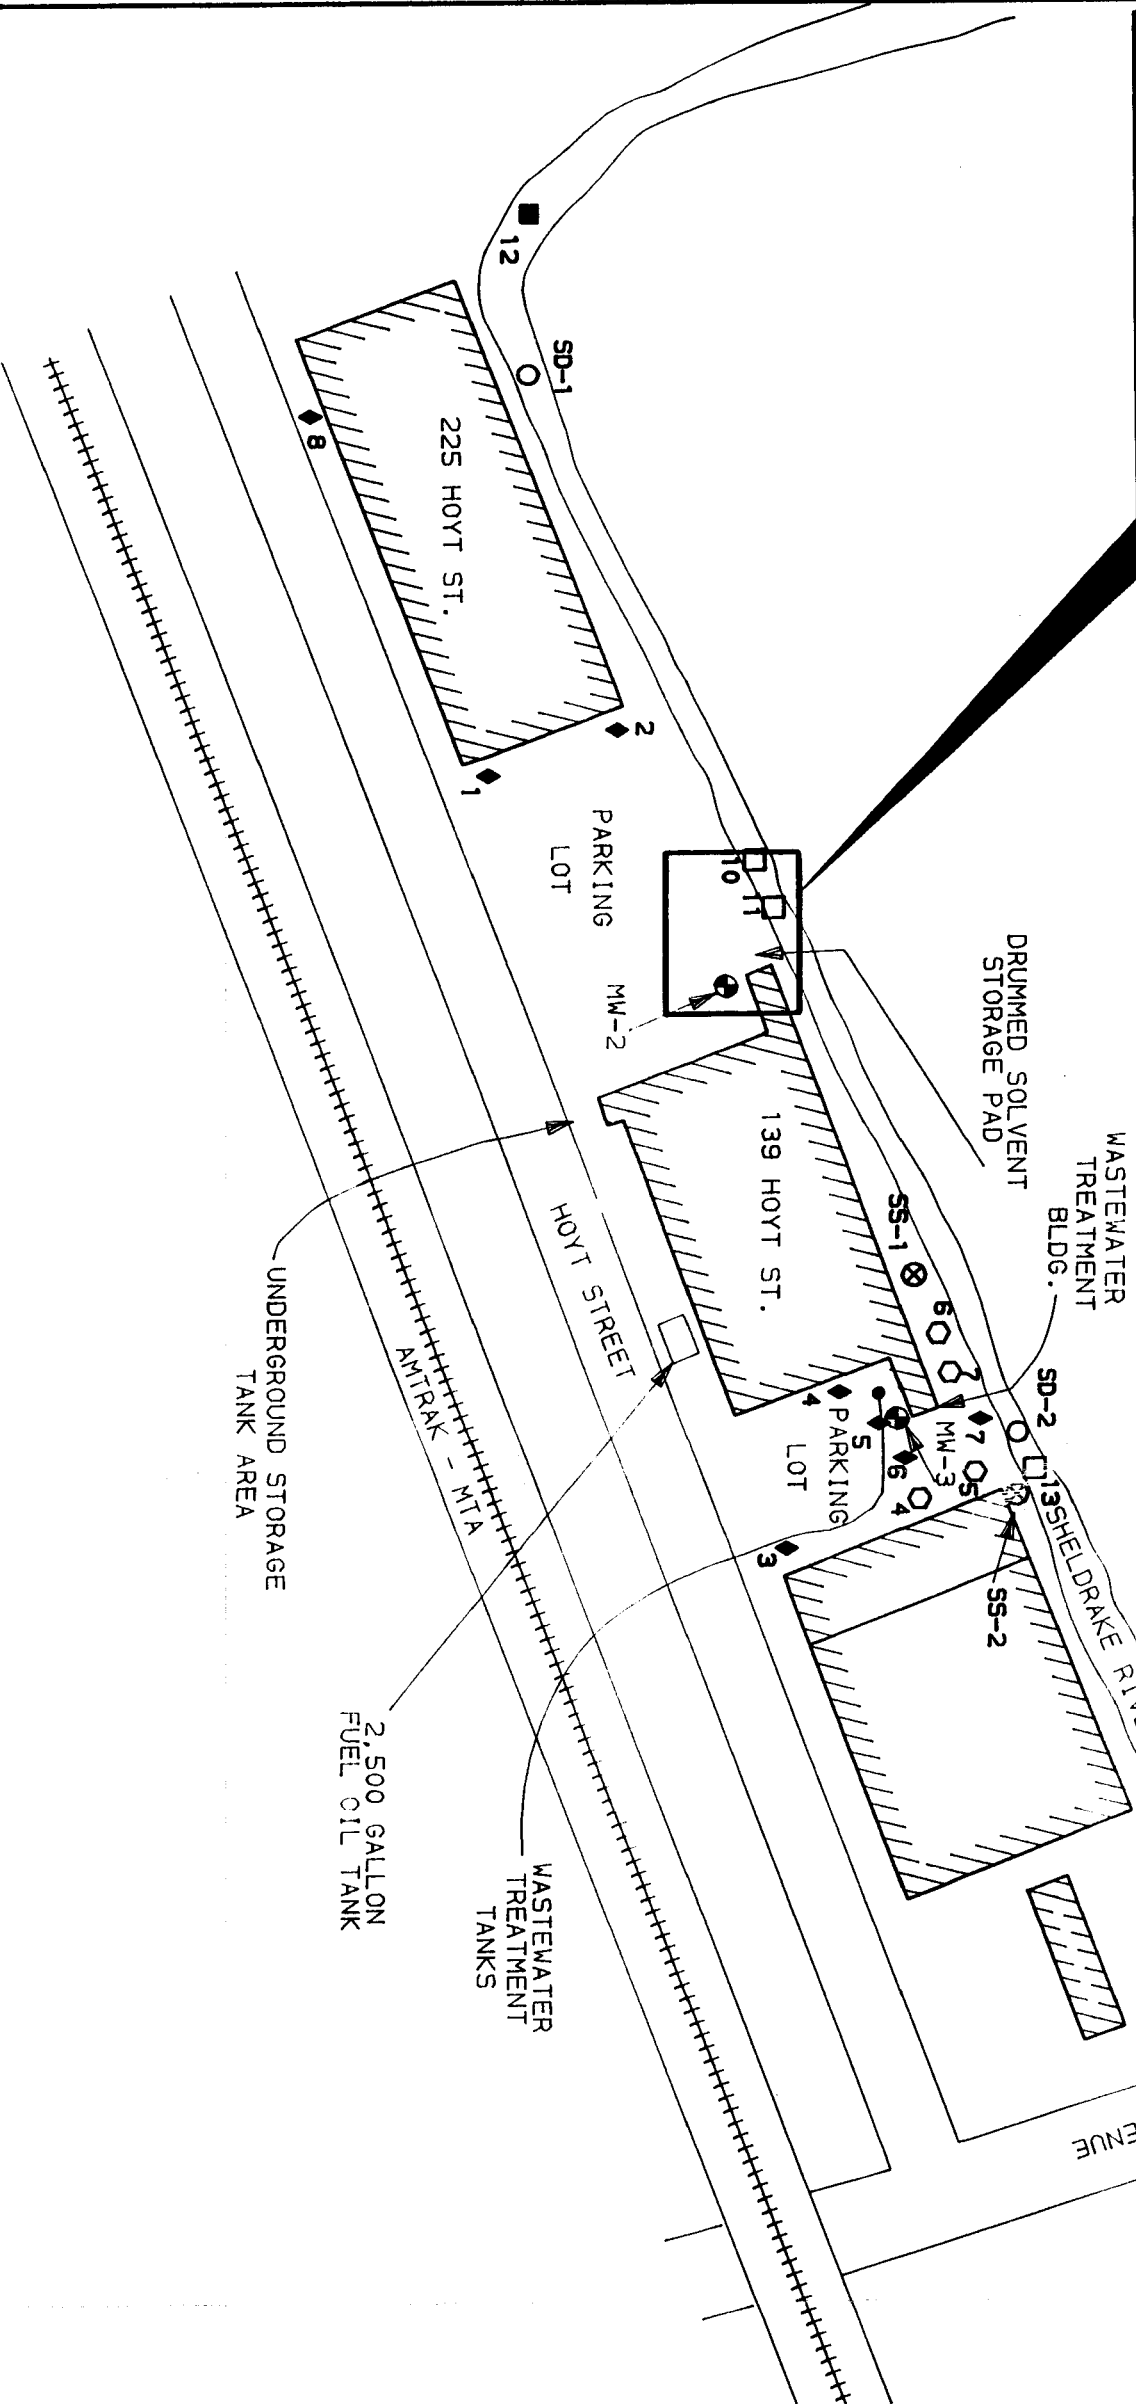 12
SD-1
225 HOYT ST.
8
2
1
PARKING
LOT
10
11
MW-2
DRUMMED SOLVENT
STORAGE PAD
WASTEWATER
TREATMENT
BLDG.
139 HOYT ST.
SS-1
6
7
SD-2
7
5
13
SHELDRAKE
MW-3
4
5
6
4
PARKING
LOT
3
SS-2
HOYT STREET
AMTRAK - MTA
UNDERGROUND STORAGE
TANK AREA
2,500 GALLON
FUEL OIL TANK
WASTEWATER
TREATMENT
TANKS